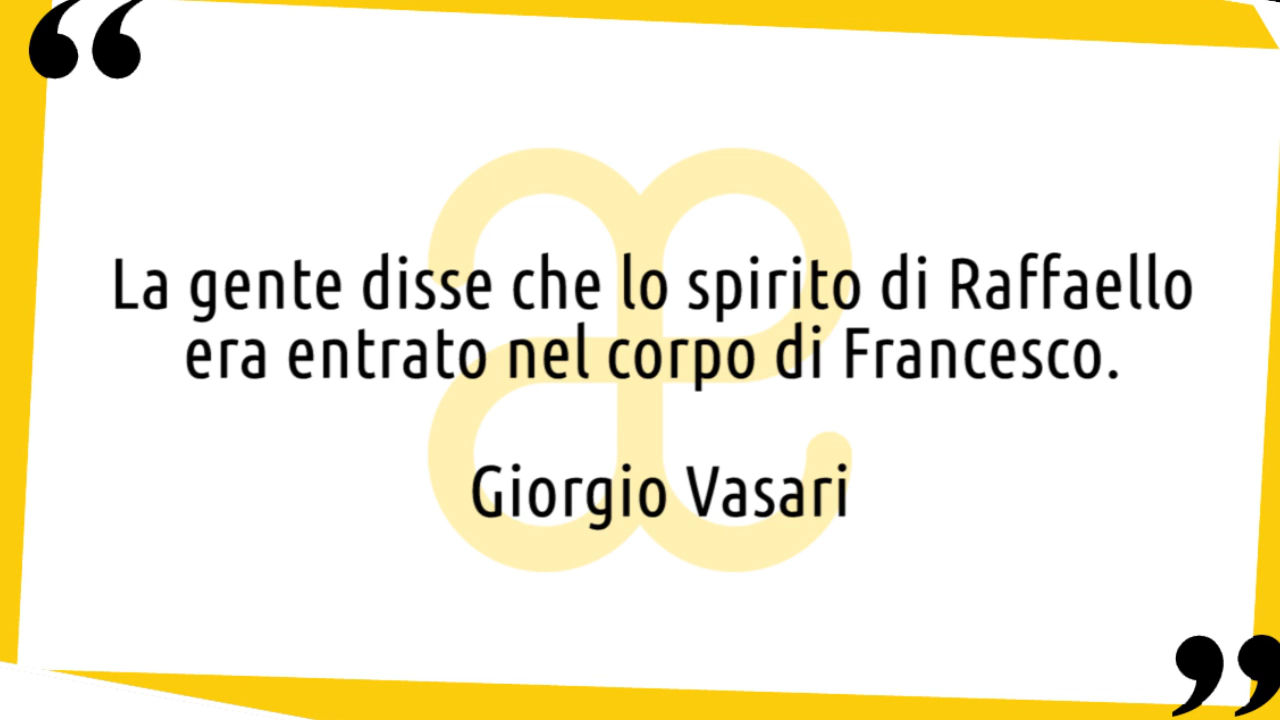 La gente disse che lo spirito di Raffaello
era entrato nel corpo di Francesco.
Giorgio Vasari